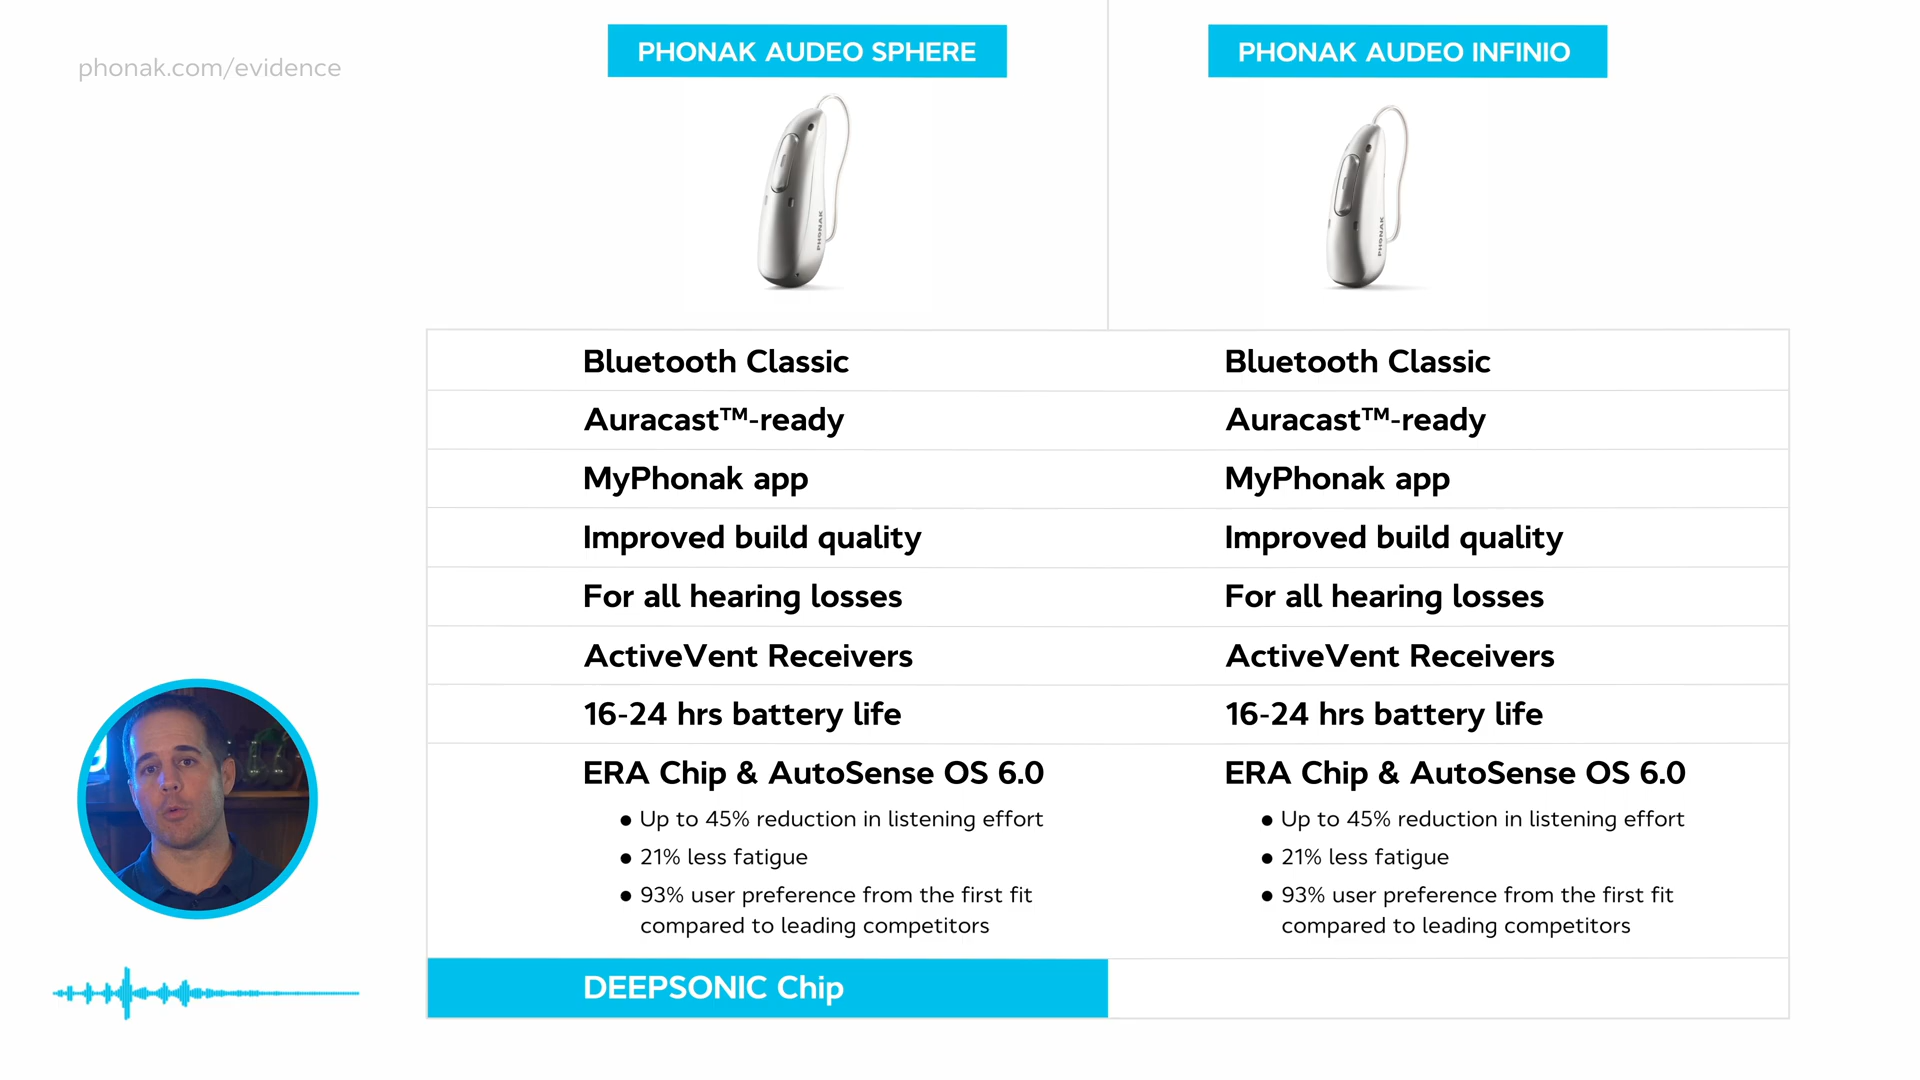 phonak.com/evidence
PHONAK AUDEO SPHERE
PHONAK AUDEO INFINIO
PHONAK
PHONAK
Bluetooth Classic
Bluetooth Classic
Auracast™-ready
Auracast™-ready
MyPhonak app
MyPhonak app
Improved build quality
Improved build quality
For all hearing losses
For all hearing losses
ActiveVent Receivers
ActiveVent Receivers
16-24 hrs battery life
16-24 hrs battery life
ERA Chip & AutoSense OS 6.0
● Up to 45% reduction in listening effort
● 21% less fatigue
● 93% user preference from the first fit
compared to leading competitors
ERA Chip & AutoSense OS 6.0
● Up to 45% reduction in listening effort
● 21% less fatigue
● 93% user preference from the first fit
compared to leading competitors
DEEPSONIC Chip